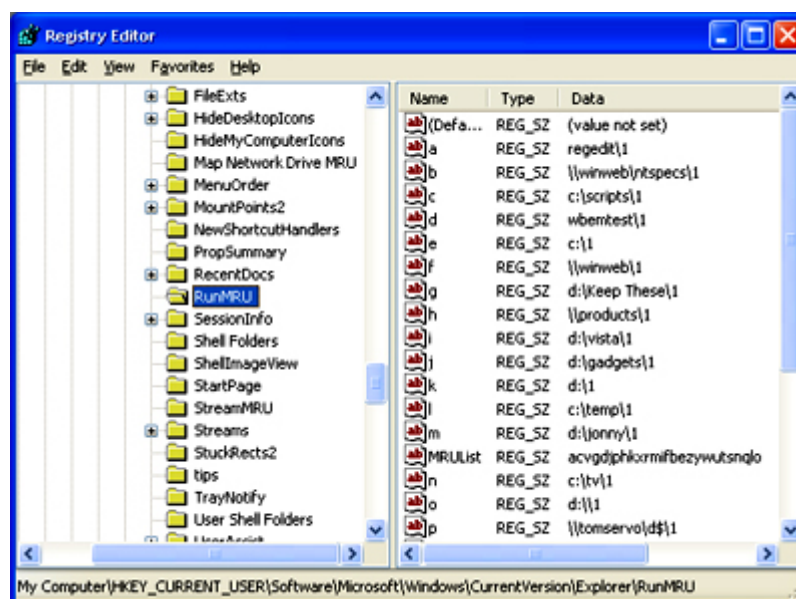 Registry Editor
File Edit View Favorites Help
FileExts
HideDesktopIcons
HideMyComputerIcons
Map Network Drive MRU
MenuOrder
MountPoints2
NewShortcutHandlers
PropSummary
RecentDocs
RunMRU
SessionInfo
Shell Folders
ShellImageView
StartPage
StreamMRU
Streams
StuckRects2
tips
TrayNotify
User Shell Folders
UserAssist
Name Type Data
(Defa... REG_SZ (value not set)
a REG_SZ regedit\1
b REG_SZ \\winweb\ntspecs\1
c REG_SZ c:\scripts\1
d REG_SZ wbemtest\1
e REG_SZ c:\1
f REG_SZ \\winweb\1
g REG_SZ d:\Keep These\1
h REG_SZ \\products\1
i REG_SZ d:\vista\1
j REG_SZ d:\gadgets\1
k REG_SZ d:\1
l REG_SZ c:\temp\1
m REG_SZ d:\jonny\1
MRUList REG_SZ acvgdjphkxrmifbezywutsnqlo
n REG_SZ c:\tv\1
o REG_SZ d:\\1
p REG_SZ \\tomservo\d$\1
My Computer\HKEY_CURRENT_USER\Software\Microsoft\Windows\CurrentVersion\Explorer\RunMRU